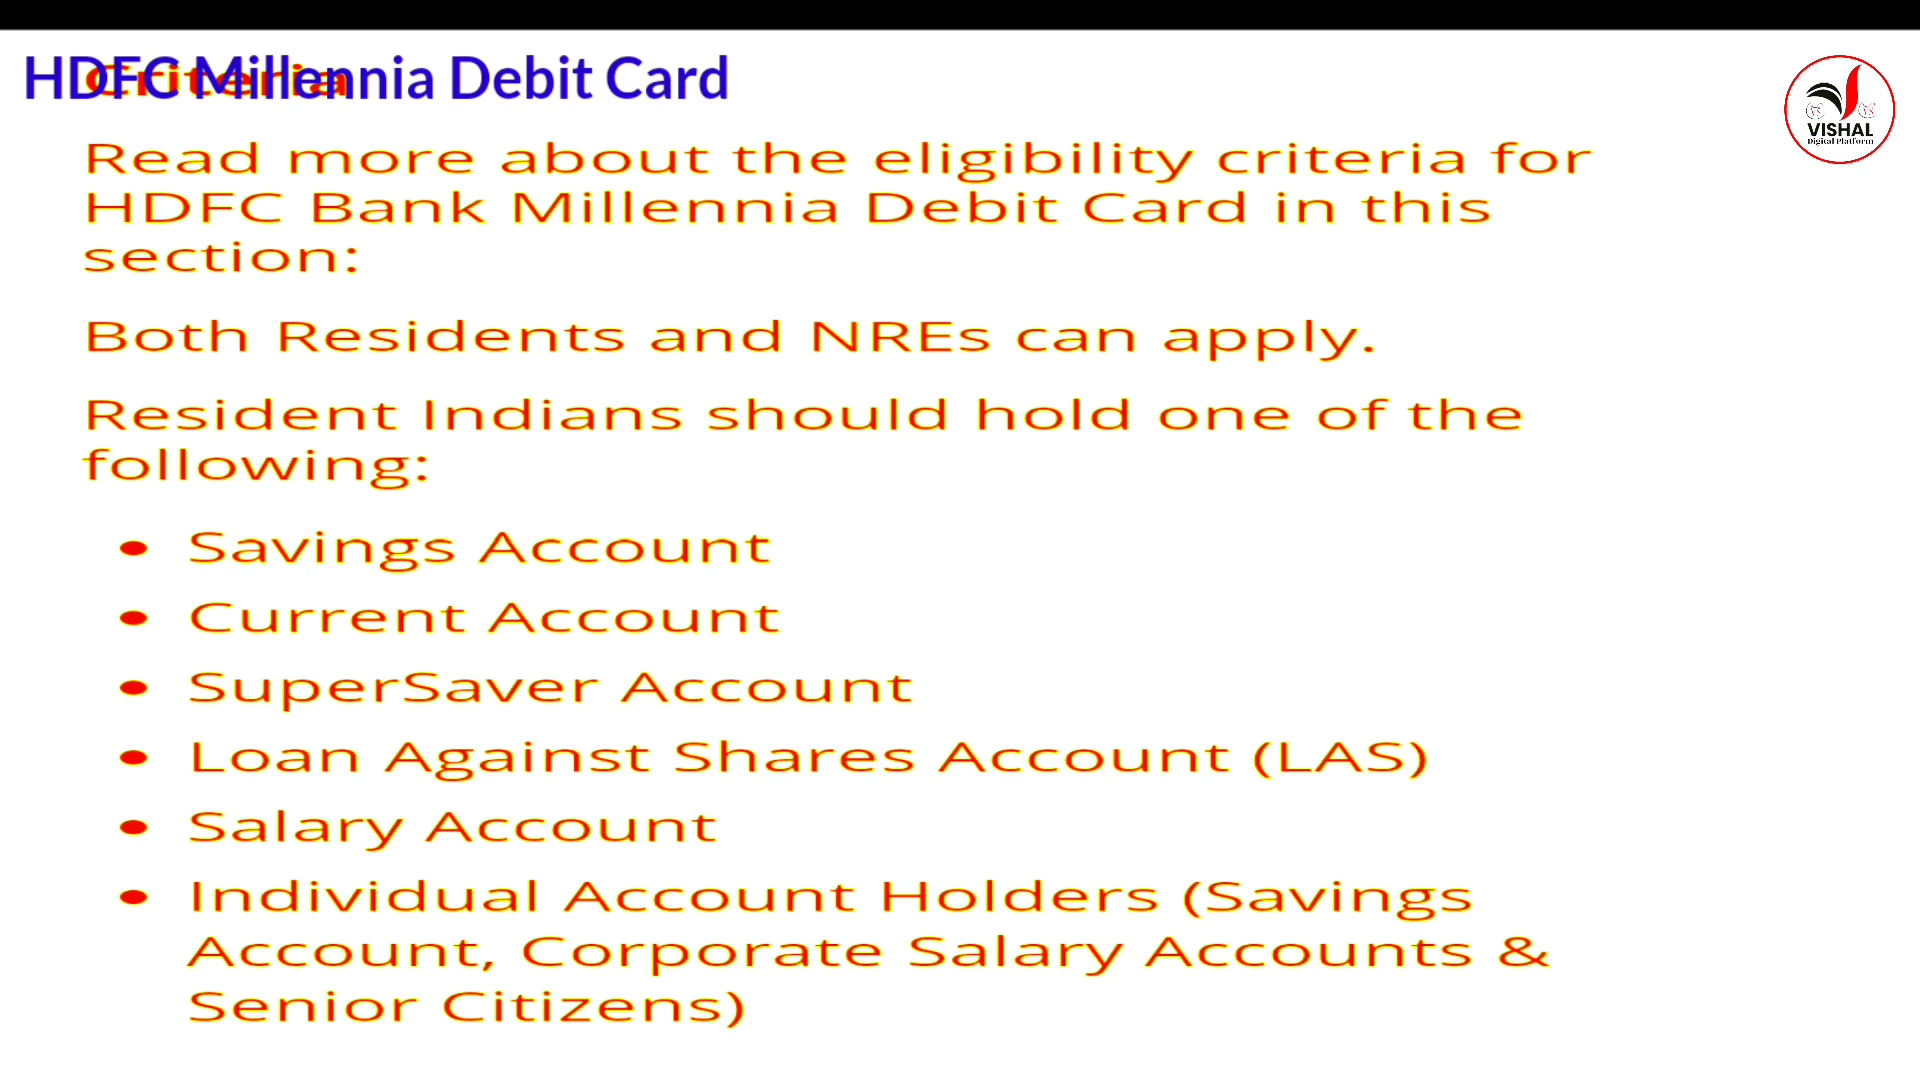 HDFC Millennia Debit Card
Criteria
VISHAL
Digital Platform
Read more about the eligibility criteria for
HDFC Bank Millennia Debit Card in this
section:
Both Residents and NREs can apply.
Resident Indians should hold one of the
following:
• Savings Account
• Current Account
• SuperSaver Account
• Loan Against Shares Account (LAS)
• Salary Account
• Individual Account Holders (Savings
Account, Corporate Salary Accounts &
Senior Citizens)